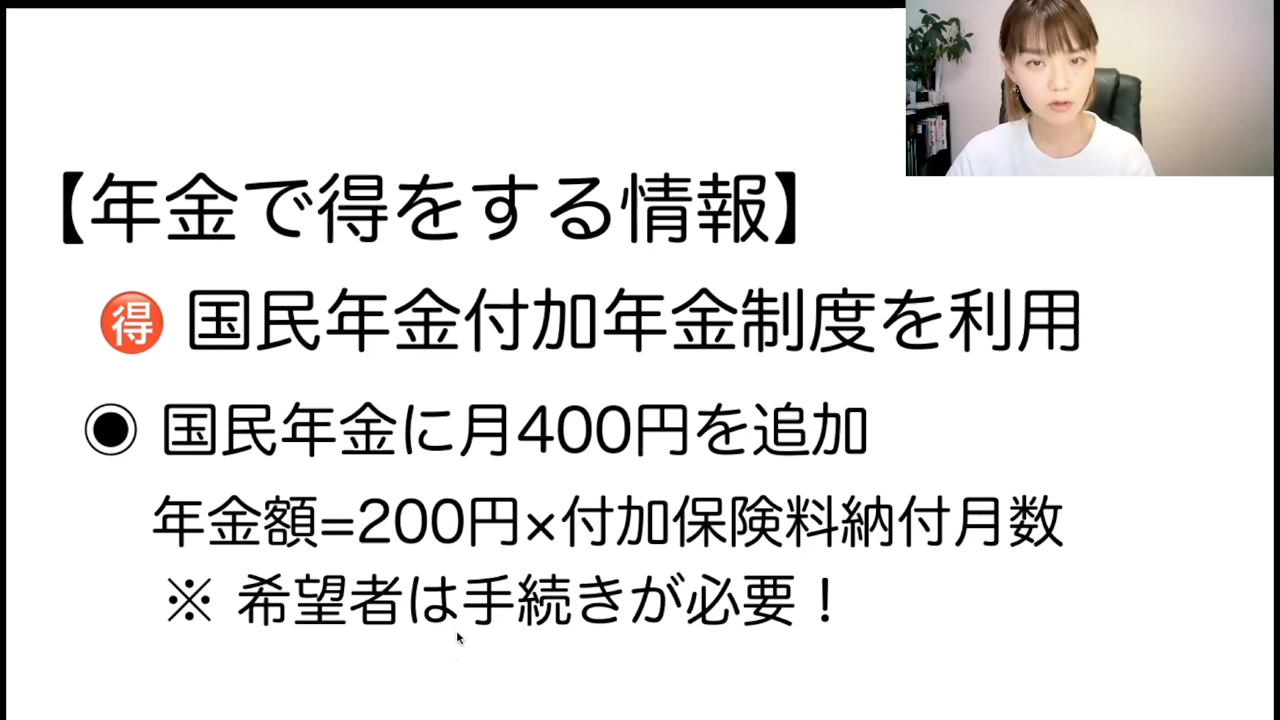 【年金で得をする情報】
🉐 国民年金付加年金制度を利用
◉ 国民年金に月400円を追加
年金額=200円×付加保険料納付月数
※ 希望者は手続きが必要！